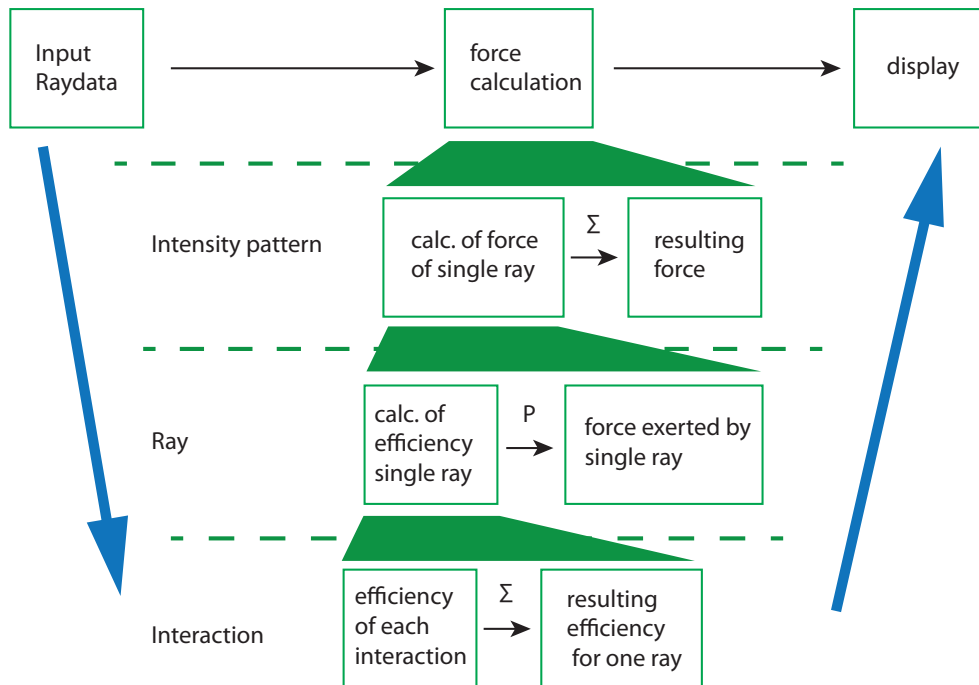 Input
Raydata
force
calculation
display
Intensity pattern
calc. of force
of single ray
Σ
resulting
force
Ray
calc. of
efficiency
single ray
P
force exerted by
single ray
Interaction
efficiency
of each
interaction
Σ
resulting
efficiency
for one ray